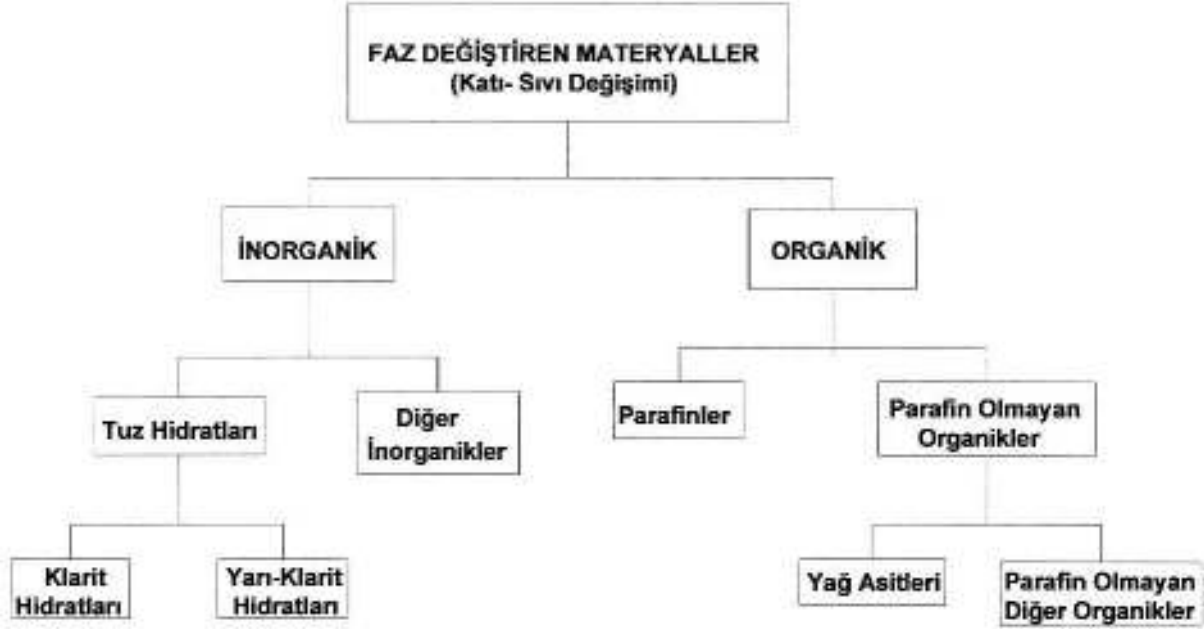 FAZ DEĞİŞTİREN MATERYALLER
(Katı- Sıvı Değişimi)
İNORGANİK
ORGANİK
Tuz Hidratları
Diğer
İnorganikler
Parafinler
Parafin Olmayan
Organikler
Klarit
Hidratları
Yarı-Klarit
Hidratları
Yağ Asitleri
Parafin Olmayan
Diğer Organikler